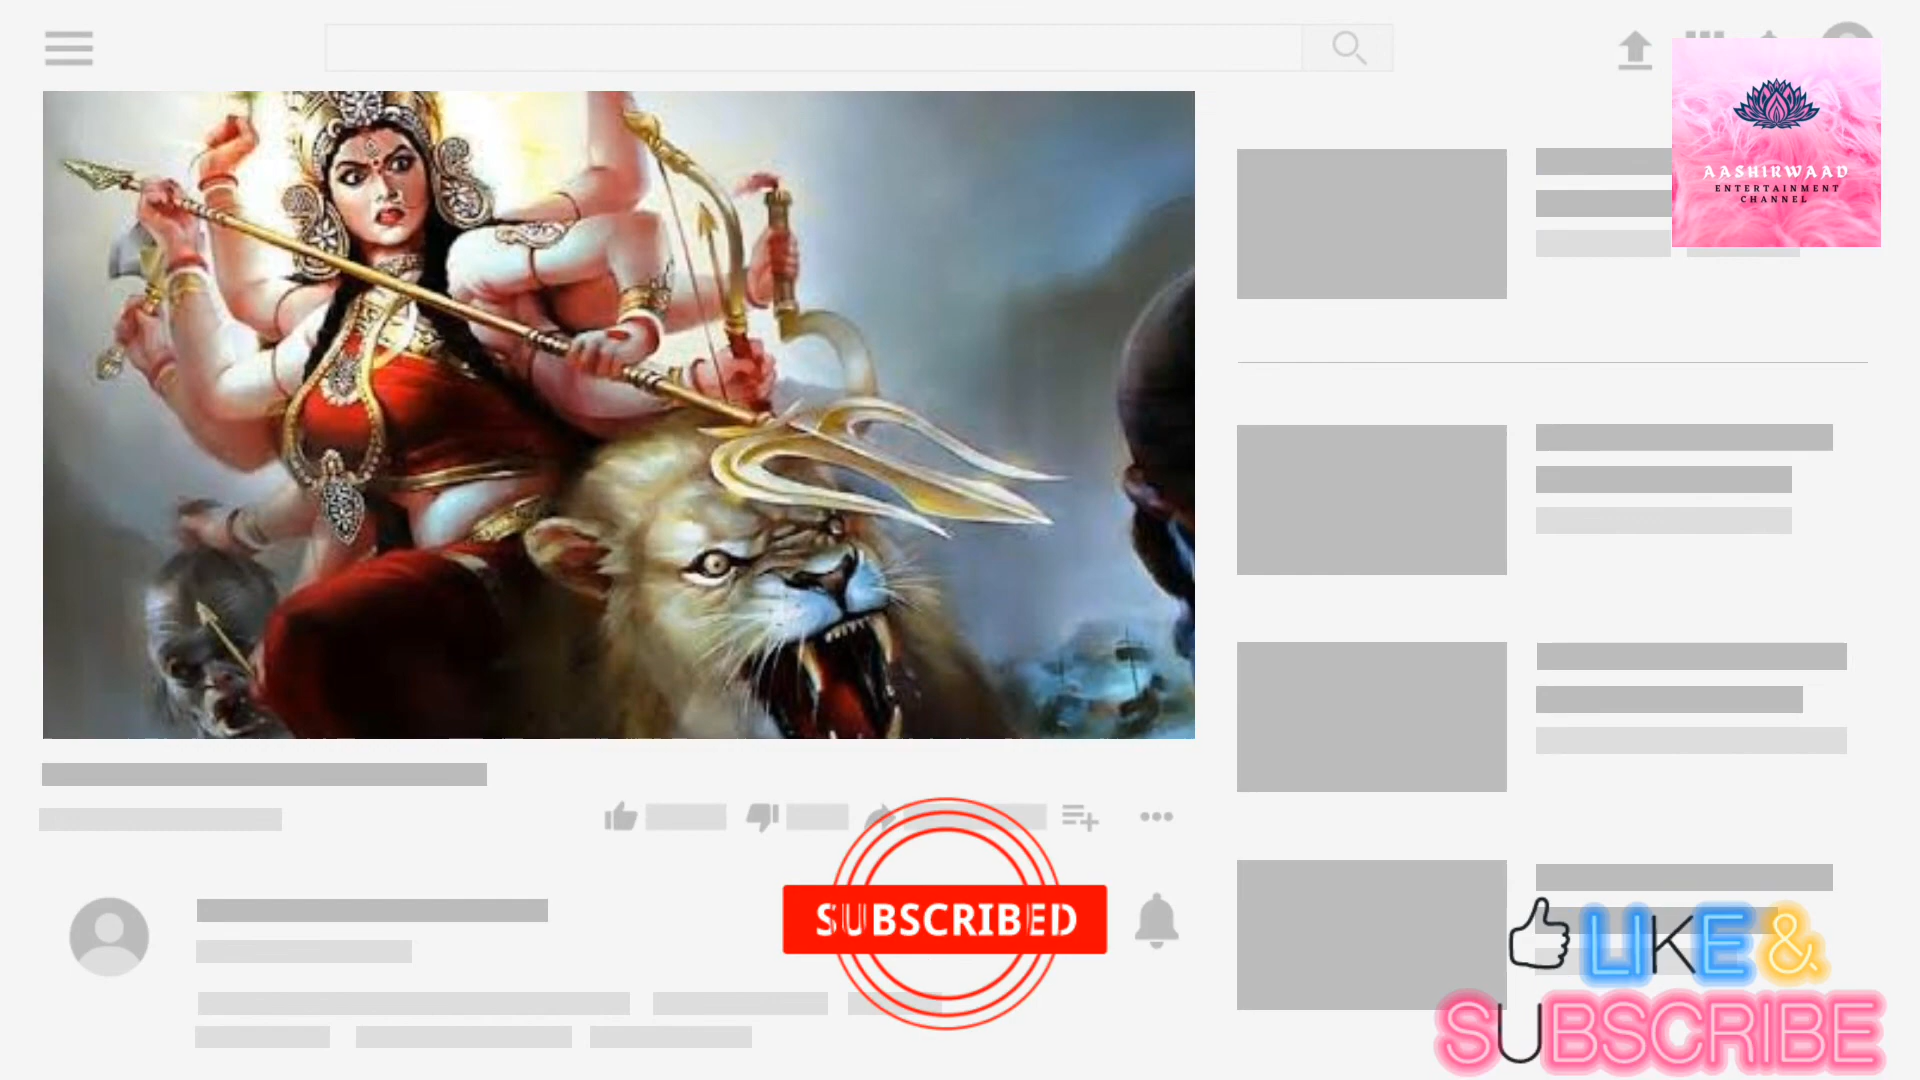 AASHIRWAAD
ENTERTAINMENT
CHANNEL
SUBSCRIBED
LIKE &
SUBSCRIBE